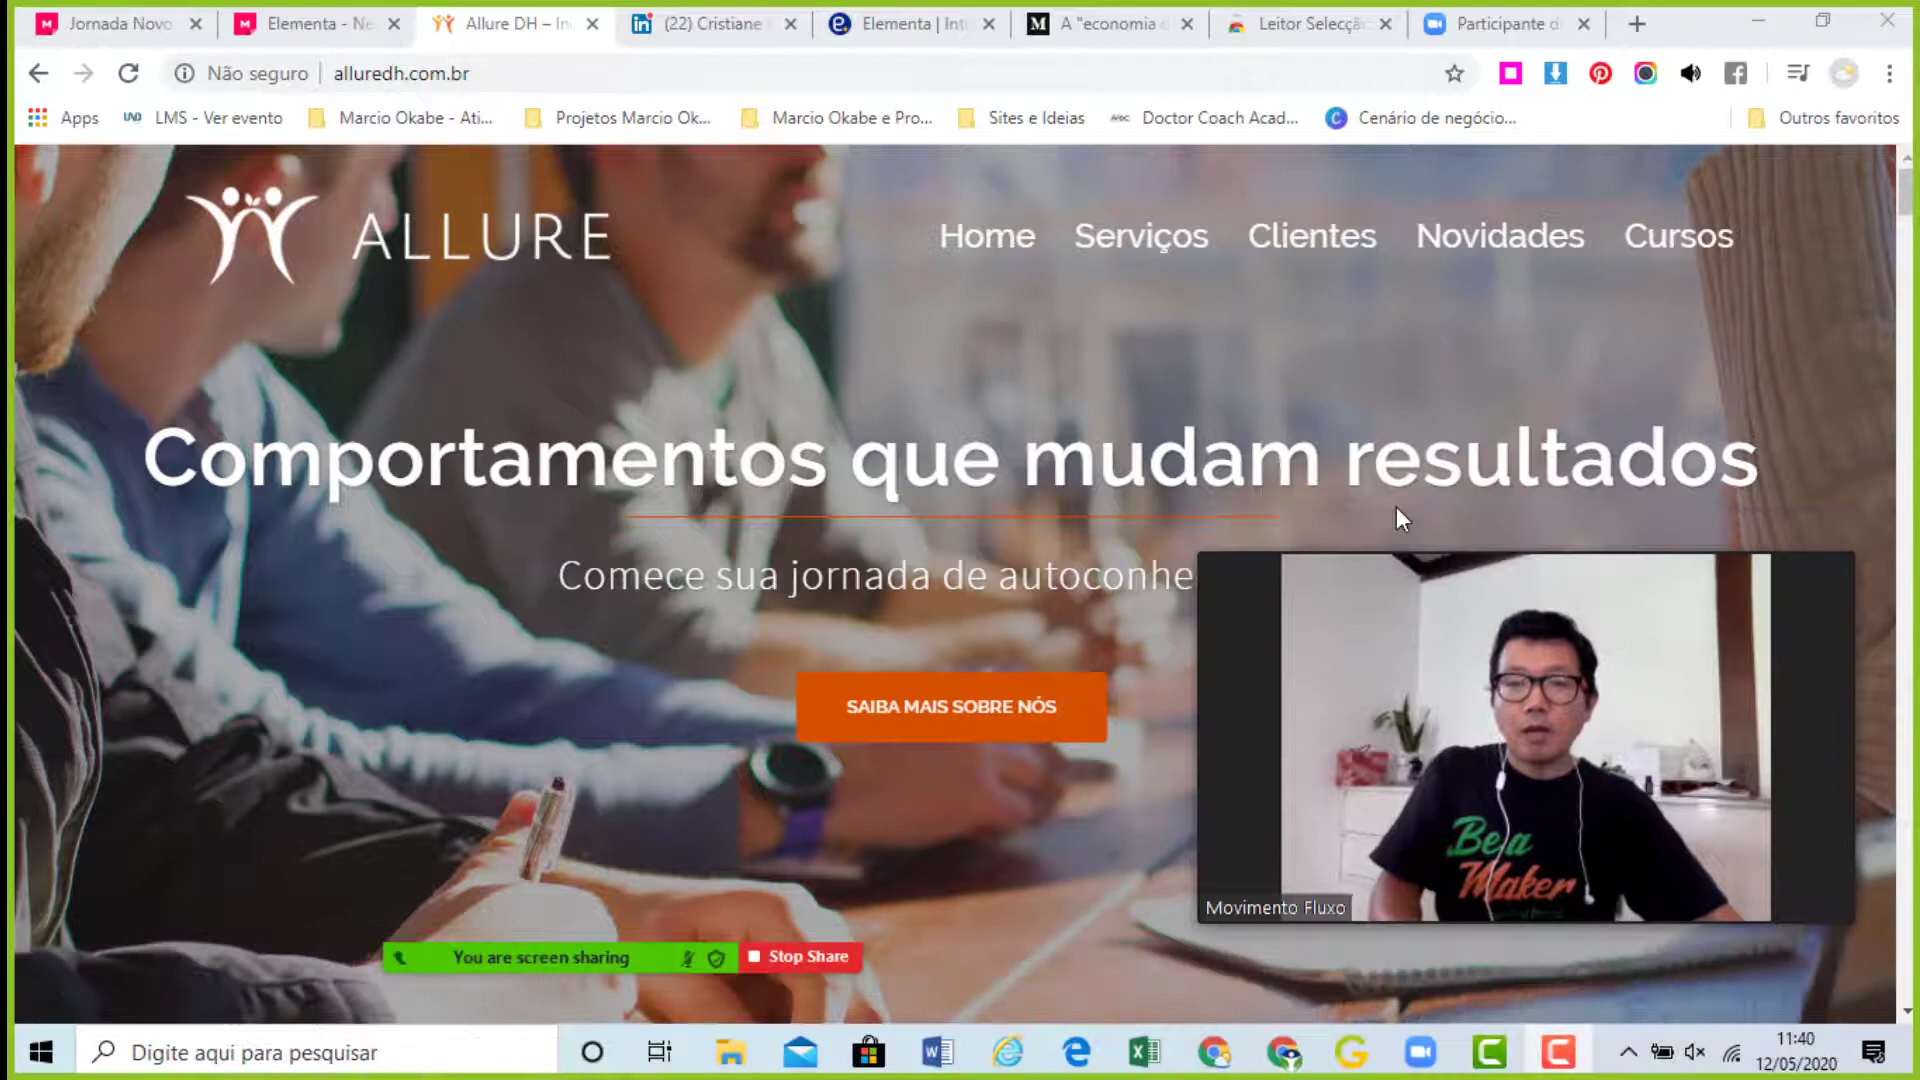 Jornada Novo
Elementa - Ne
Allure DH – In
(22) Cristiane
Elementa | Int
A "economia
Leitor Selecçã
Participante d
Não seguro
alluredh.com.br
Apps
LMS - Ver evento
Marcio Okabe - Ati...
Projetos Marcio Ok...
Marcio Okabe e Pro...
Sites e Ideias
Doctor Coach Acad...
Cenário de negócio...
Outros favoritos
ALLURE
Home
Serviços
Clientes
Novidades
Cursos
Comportamentos que mudam resultados
Comece sua jornada de autoconhe
SAIBA MAIS SOBRE NÓS
Be a
Maker
Movimento Fluxo
You are screen sharing
Stop Share
Digite aqui para pesquisar
11:40
12/05/2020